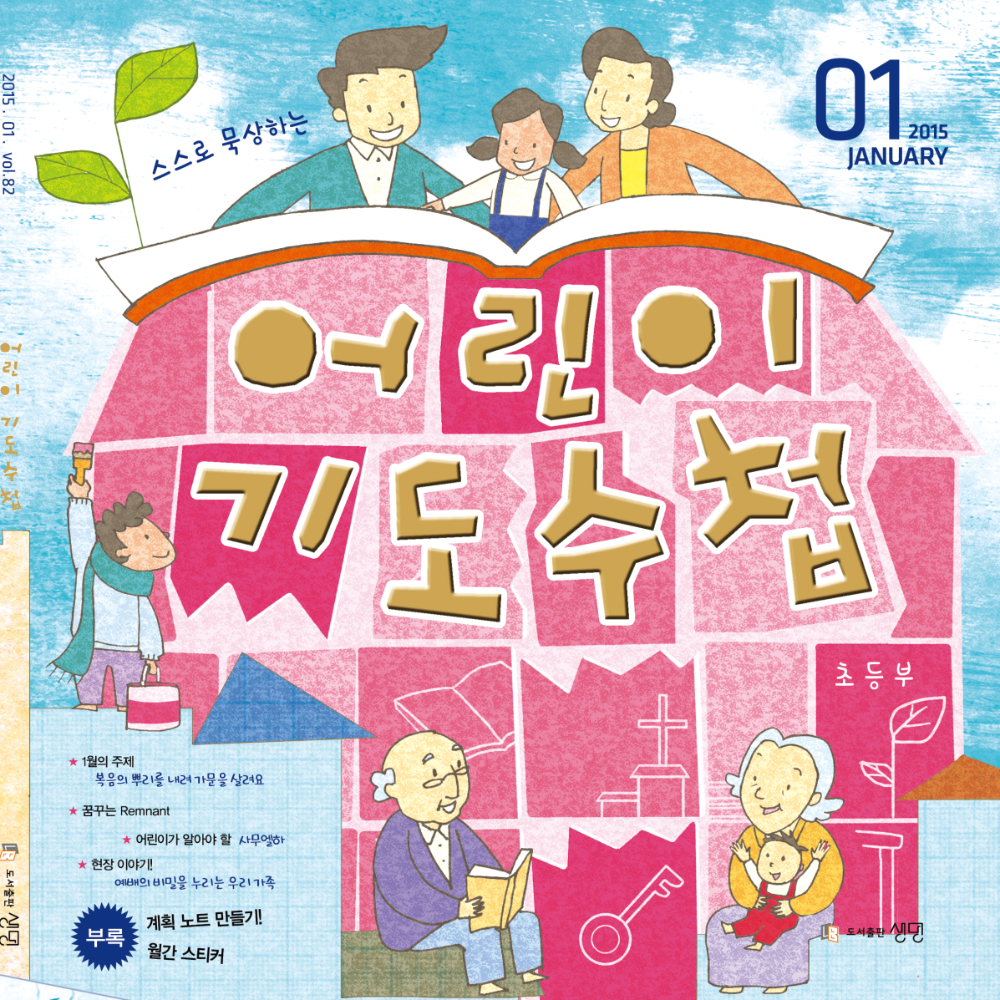 스스로 묵상하는
01
2015
JANUARY
어린이
기도수첩
초등부
★ 1월의 주제
복음의 뿌리를 내려 가문을 살려요
★ 꿈꾸는 Remnant
★ 어린이가 알아야 할 사무엘하
★ 현장 이야기!
예배의 비밀을 누리는 우리 가족
부록
계획 노트 만들기!
월간 스티커
도서출판 생명
2015 . 01 . vol.82
어린이 기도수첩
도서출판 생명